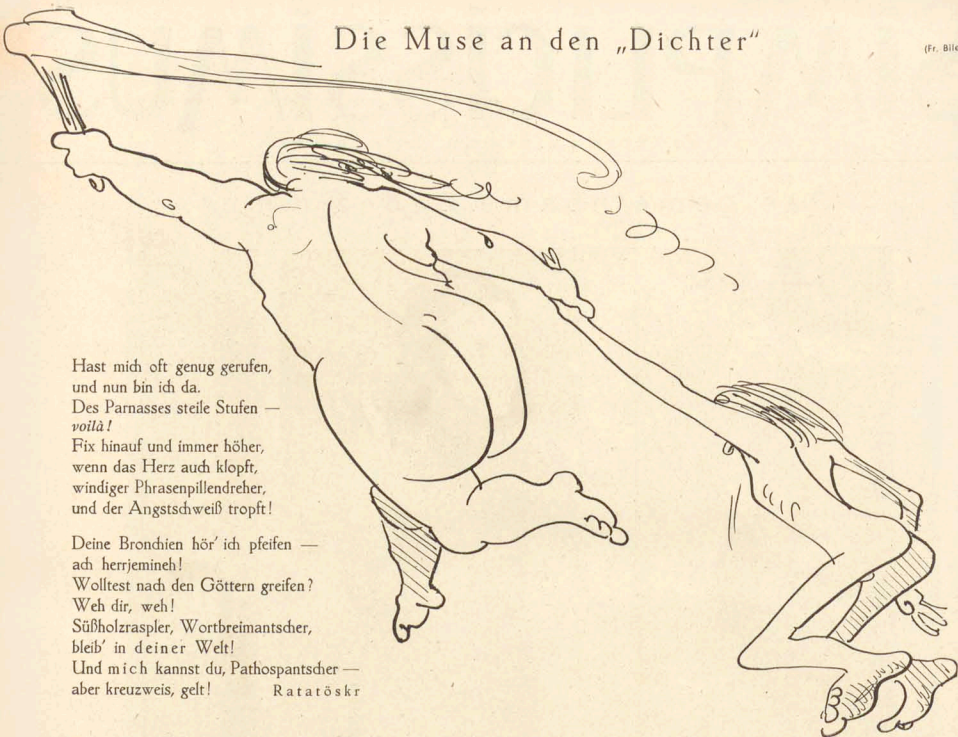 Die Muse an den „Dichter“
(Fr. Bile
Hast mich oft genug gerufen,
und nun bin ich da.
Des Parnasses steile Stufen —
voilà!
Fix hinauf und immer höher,
wenn das Herz auch klopft,
windiger Phrasenpillendreher,
und der Angstschweiß tropft!
Deine Bronchien hör' ich pfeifen —
ach herrjemineh!
Wolltest nach den Göttern greifen?
Weh dir, weh!
Süßholzraspler, Wortbreimantscher,
bleib' in deiner Welt!
Und mich kannst du, Pathospantscher —
aber kreuzweis, gelt!
Ratatöskr